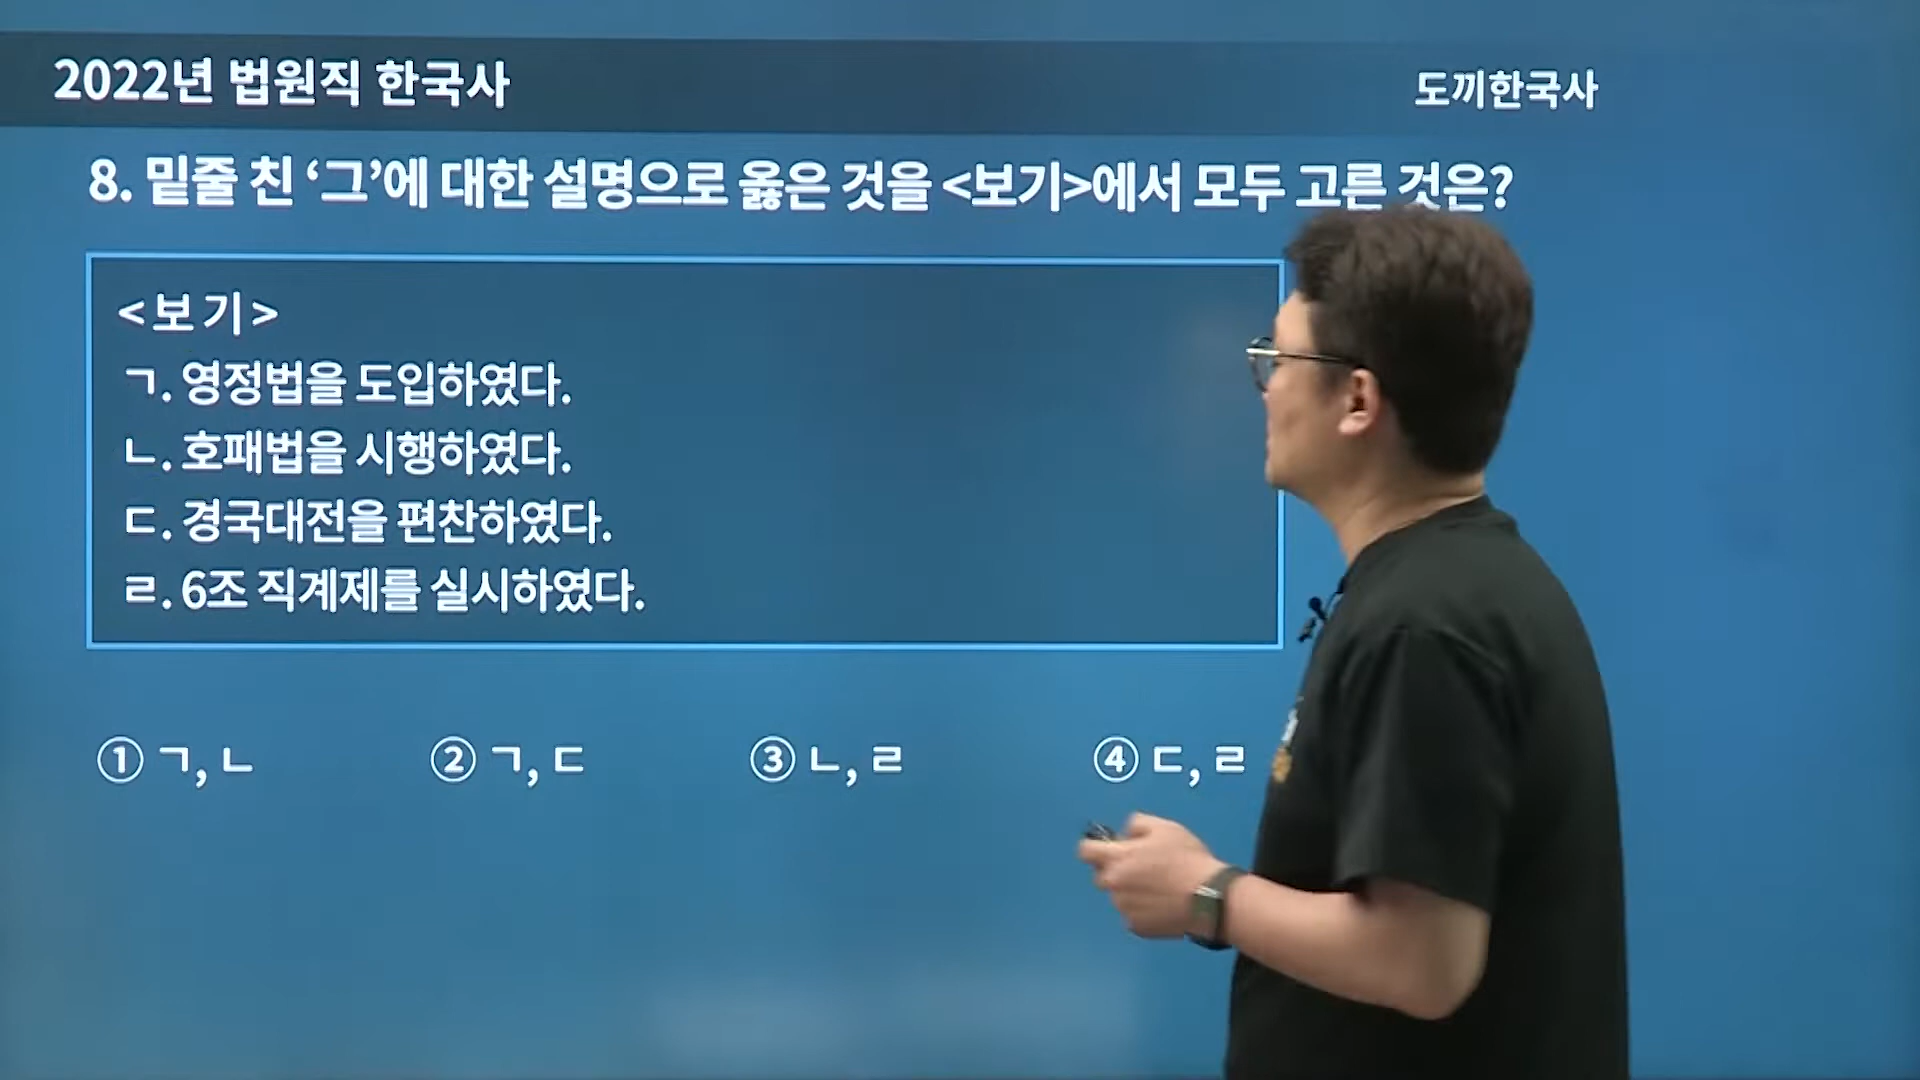 2022년 법원직 한국사
도끼한국사
8. 밑줄 친 ‘그’에 대한 설명으로 옳은 것을 <보기>에서 모두 고른 것은?
<보 기>
ㄱ. 영정법을 도입하였다.
ㄴ. 호패법을 시행하였다.
ㄷ. 경국대전을 편찬하였다.
ㄹ. 6조 직계제를 실시하였다.
① ㄱ, ㄴ ② ㄱ, ㄷ ③ ㄴ, ㄹ ④ ㄷ, ㄹ